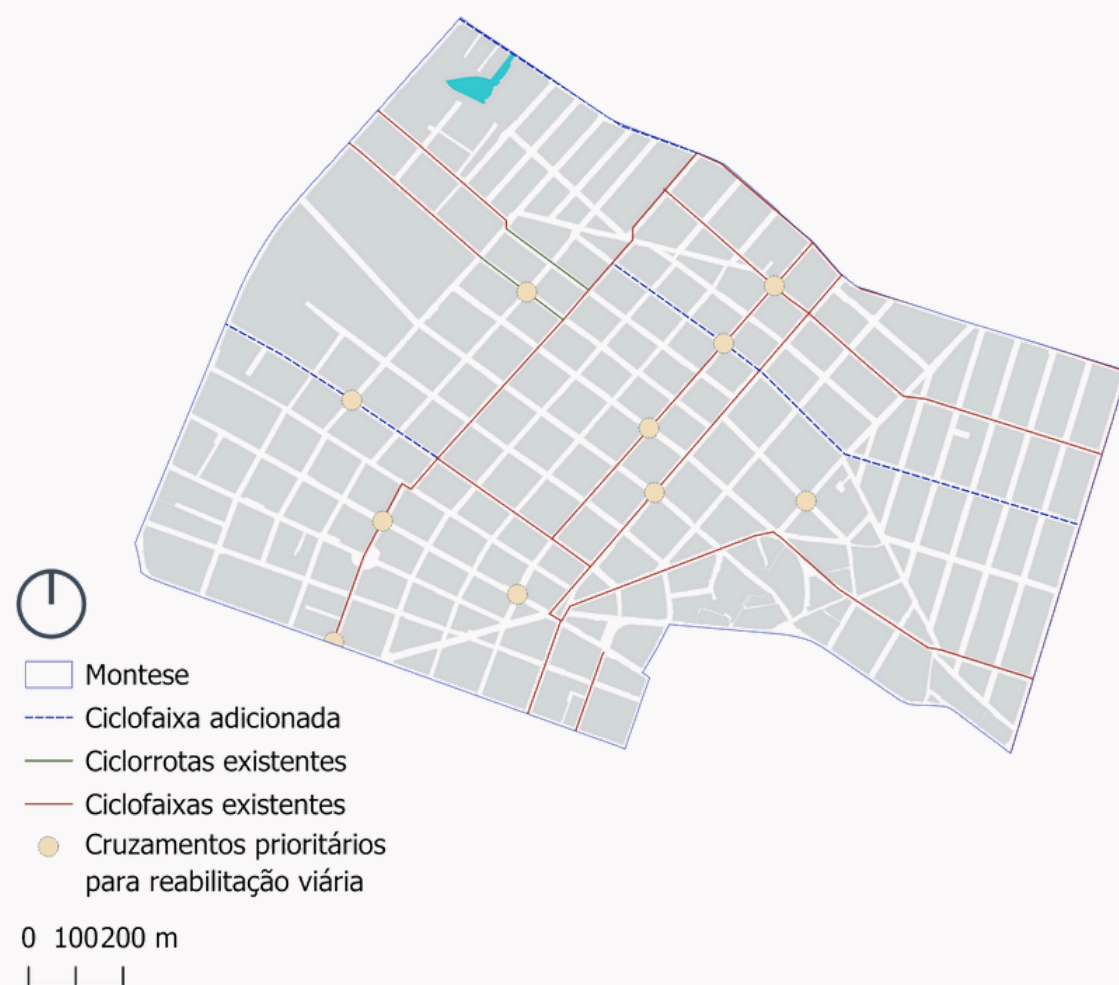 Montese
Ciclofaixa adicionada
Ciclorrotas existentes
Ciclofaixas existentes
Cruzamentos prioritários
para reabilitação viária
0 100200 m